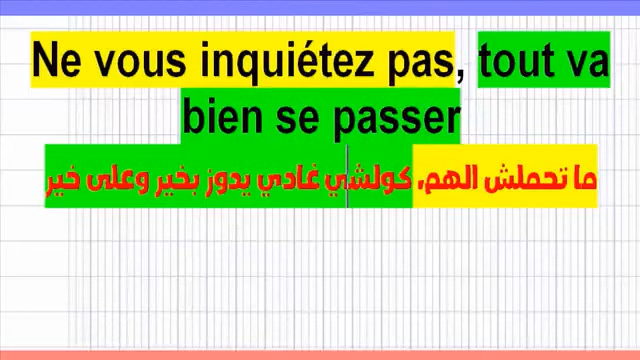 Ne vous inquiétez pas, tout va
bien se passer
ما تحملش الهم، كولشي غادي يدوز بخير وعلى خير